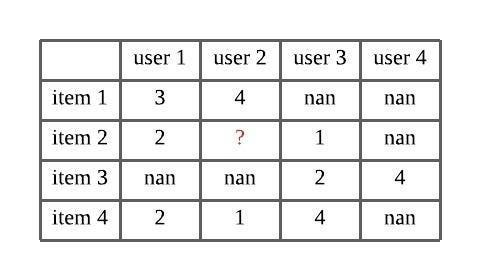 user 1 user 2 user 3 user 4
item 1 3 4 nan nan
item 2 2 ? 1 nan
item 3 nan nan 2 4
item 4 2 1 4 nan